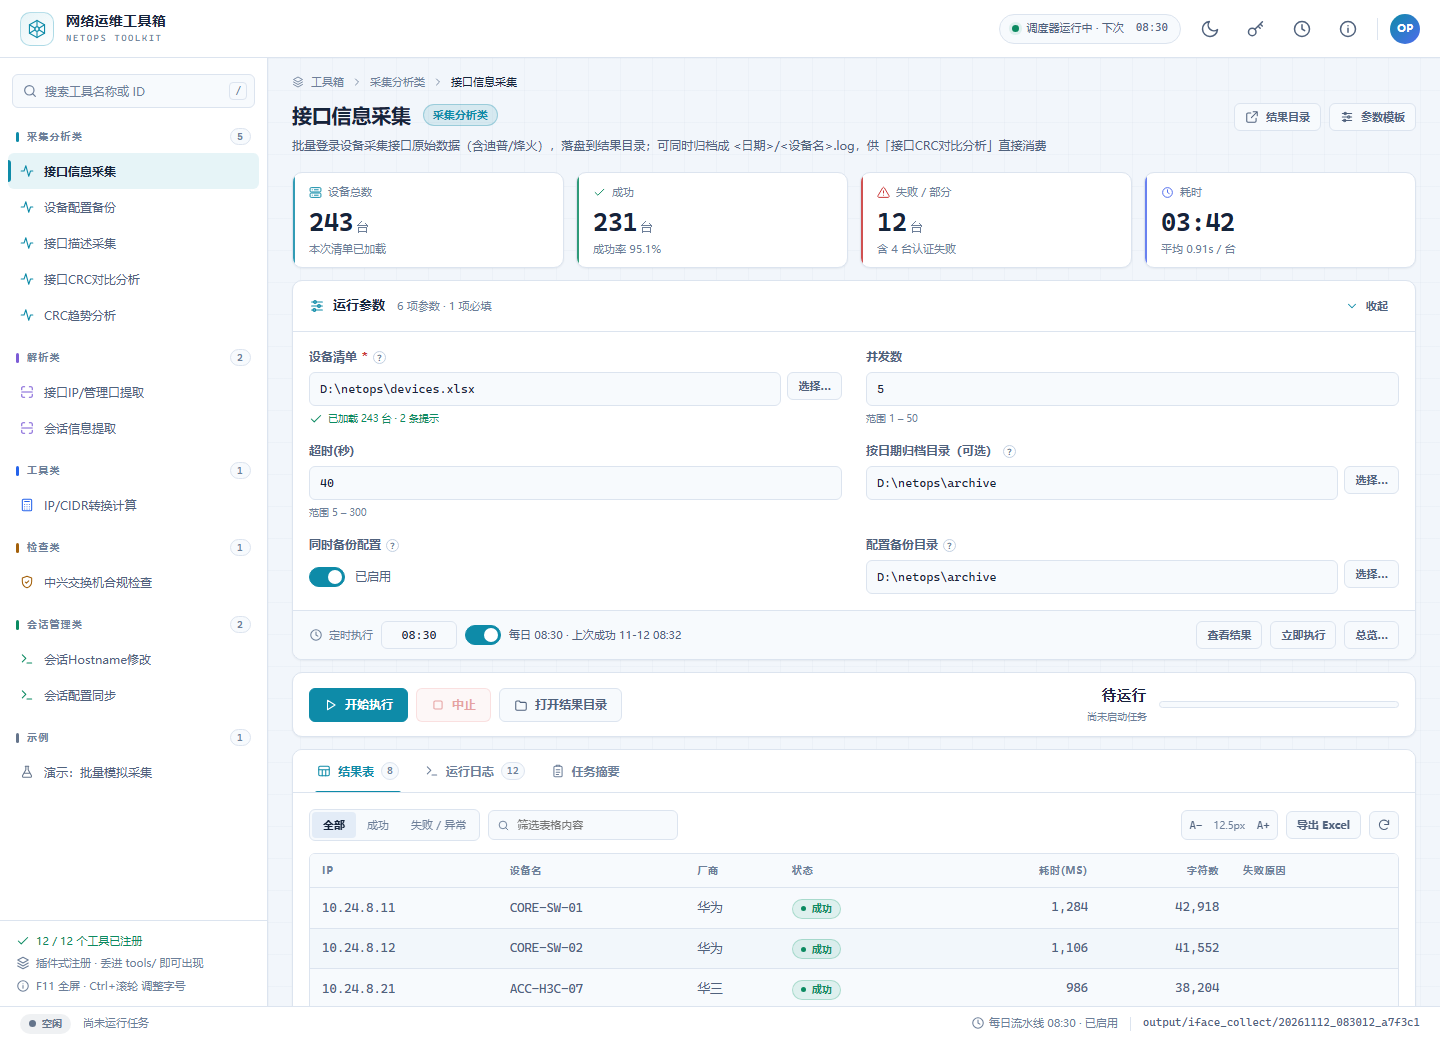 网络运维工具箱
NETOPS TOOLKIT
调度器运行中 · 下次 08:30
OP
搜索工具名称或 ID
/
采集分析类
5
接口信息采集
设备配置备份
接口描述采集
接口CRC对比分析
CRC趋势分析
解析类
2
接口IP/管理口提取
会话信息提取
工具类
1
IP/CIDR转换计算
检查类
1
中兴交换机合规检查
会话管理类
2
会话Hostname修改
会话配置同步
示例
1
演示：批量模拟采集
12 / 12 个工具已注册
插件式注册 · 丢进 tools/ 即可出现
F11 全屏 · Ctrl+滚轮 调整字号
工具箱 > 采集分析类 > 接口信息采集
接口信息采集
采集分析类
结果目录
参数模板
批量登录设备采集接口原始数据（含迪普/烽火），落盘到结果目录；可同时归档成 <日期>/<设备名>.log，供「接口CRC对比分析」直接消费
设备总数
243 台
本次清单已加载
成功
231 台
成功率 95.1%
失败 / 部分
12 台
含 4 台认证失败
耗时
03:42
平均 0.91s / 台
运行参数
6 项参数 · 1 项必填
收起
设备清单 * ?
D:\netops\devices.xlsx
选择...
已加载 243 台 · 2 条提示
并发数
5
范围 1 – 50
超时(秒)
40
范围 5 – 300
按日期归档目录（可选） ?
D:\netops\archive
选择...
同时备份配置 ?
已启用
配置备份目录 ?
D:\netops\archive
选择...
定时执行
08:30
每日 08:30 · 上次成功 11-12 08:32
查看结果
立即执行
总览...
开始执行
中止
打开结果目录
待运行
尚未启动任务
结果表 8
运行日志 12
任务摘要
全部
成功
失败 / 异常
筛选表格内容
A− 12.5px A+
导出 Excel
IP 设备名 厂商 状态 耗时(MS) 字符数 失败原因
10.24.8.11 CORE-SW-01 华为 成功 1,284 42,918
10.24.8.12 CORE-SW-02 华为 成功 1,106 41,552
10.24.8.21 ACC-H3C-07 华三 成功 986 38,204
空闲
尚未运行任务
每日流水线 08:30 · 已启用
output/iface_collect/20261112_083012_a7f3c1